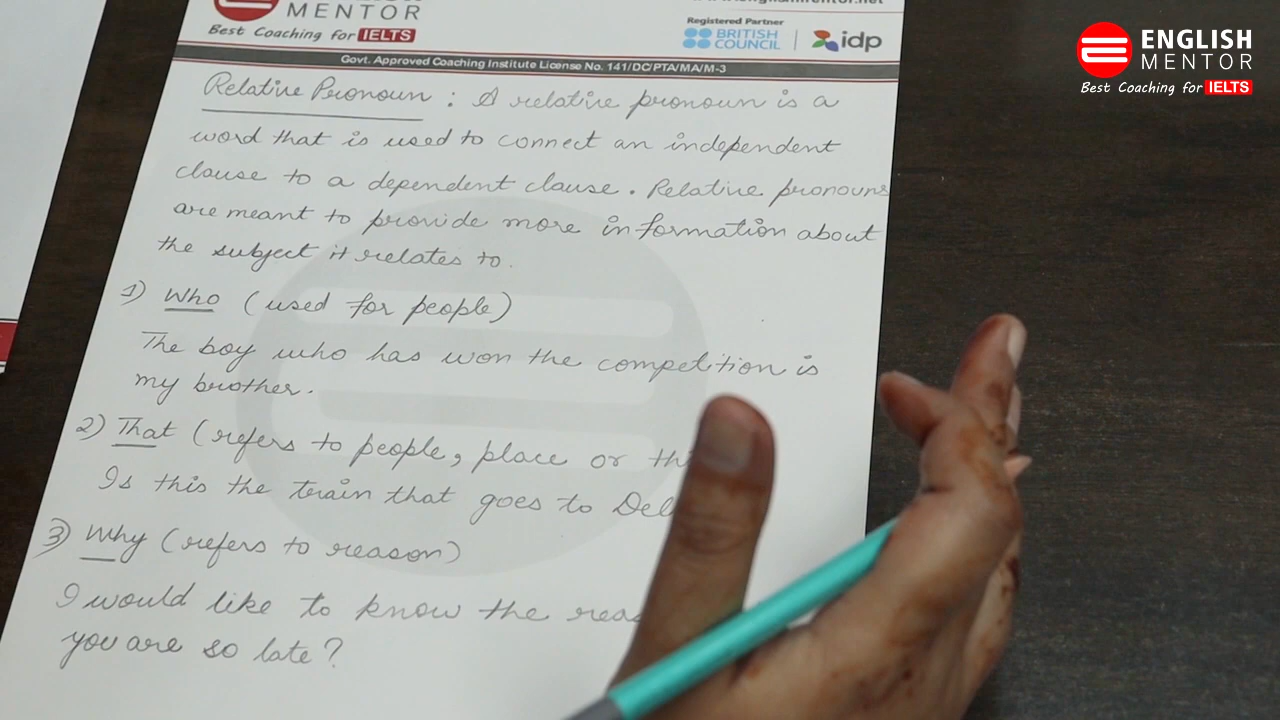 MENTOR
Best Coaching for IELTS
Registered Partner
BRITISH COUNCIL
idp
Govt. Approved Coaching Institute License No. 141/DC/PTA/MA/M-3
Relative Pronoun : A relative pronoun is a
word that is used to connect an independent
clause to a dependent clause. Relative pronouns
are meant to provide more information about
the subject it relates to.
1) Who (used for people)
The boy who has won the competition is
my brother.
2) That (refers to people, place or
Is this the train that goes to
3) Why (refers to reason)
I would like to know the
you are so late?
ENGLISH
MENTOR
Best Coaching for IELTS